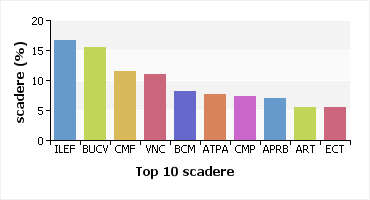 scadere (%)
20
15
10
5
0
ILEF BUCV CMF VNC BCM ATPA CMP APRB ART ECT
Top 10 scadere